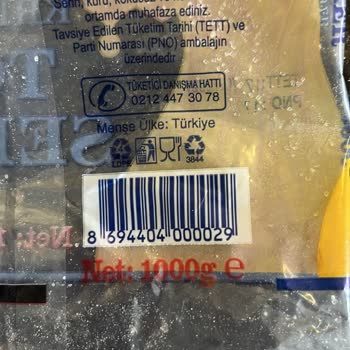 Serin, kuru, kokusuz
ortamda muhafaza ediniz.
Tavsiye Edilen Tüketim Tarihi (TETT) ve
Parti Numarası (PNO) ambalajın
üzerindedir.
TÜKETİCİ DANIŞMA HATTI
0212 447 30 78
Menşe Ülke: Türkiye
LDPE
3844
8 694404 000029
Net: 1000g e